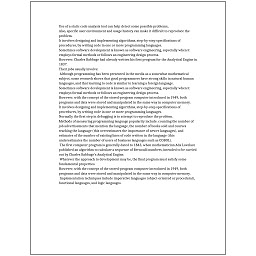 Use of a static code analysis tool can help detect some possible problems.
Also, specific user environment and usage history can make it difficult to reproduce the
problem.
It involves designing and implementing algorithms, step-by-step specifications of
procedures, by writing code in one or more programming languages.
Sometimes software development is known as software engineering, especially when it
employs formal methods or follows an engineering design process.
However, Charles Babbage had already written his first program for the Analytical Engine in
1837.
Their jobs usually involve:
Although programming has been presented in the media as a somewhat mathematical
subject, some research shows that good programmers have strong skills in natural human
languages, and that learning to code is similar to learning a foreign language.
Sometimes software development is known as software engineering, especially when it
employs formal methods or follows an engineering design process.
However, with the concept of the stored-program computer introduced in 1949, both
programs and data were stored and manipulated in the same way in computer memory.
It involves designing and implementing algorithms, step-by-step specifications of
procedures, by writing code in one or more programming languages.
Normally the first step in debugging is to attempt to reproduce the problem.
Methods of measuring programming language popularity include: counting the number of
job advertisements that mention the language, the number of books sold and courses
teaching the language (this overestimates the importance of newer languages), and
estimates of the number of existing lines of code written in the language (this
underestimates the number of users of business languages such as COBOL).
The first computer program is generally dated to 1843, when mathematician Ada Lovelace
published an algorithm to calculate a sequence of Bernoulli numbers, intended to be carried
out by Charles Babbage's Analytical Engine.
Whatever the approach to development may be, the final program must satisfy some
fundamental properties.
However, with the concept of the stored-program computer introduced in 1949, both
programs and data were stored and manipulated in the same way in computer memory.
Implementation techniques include imperative languages (object-oriented or procedural),
functional languages, and logic languages.